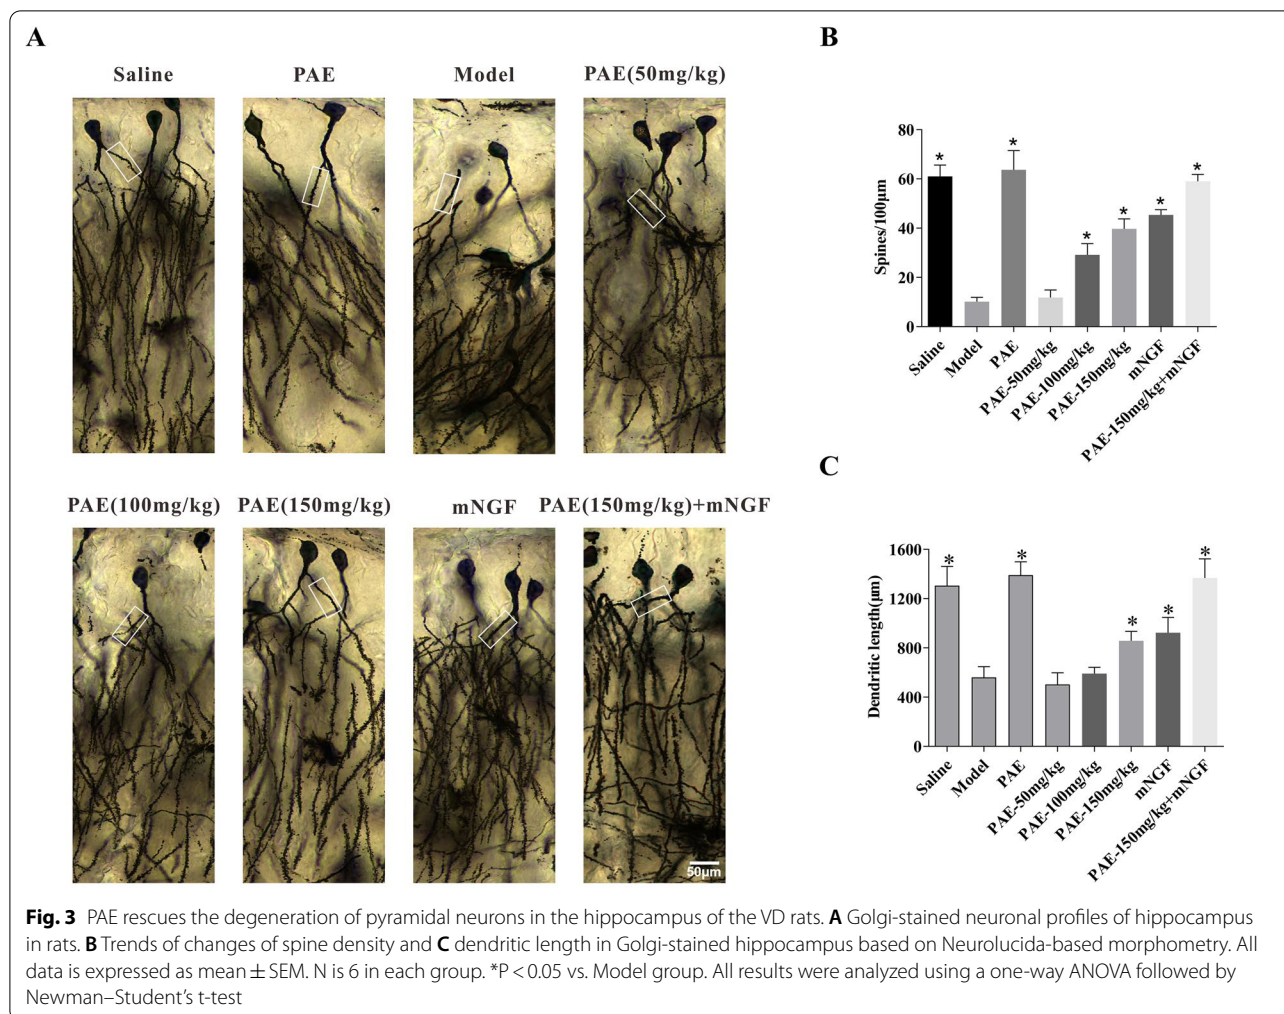 A
Saline
PAE
Model
PAE(50mg/kg)
PAE(100mg/kg)
PAE(150mg/kg)
mNGF
PAE(150mg/kg)+mNGF
50μm
B
Spines/100μm
80
60
40
20
0
*
*
*
*
*
*
Saline
Model
PAE
PAE-50mg/kg
PAE-100mg/kg
PAE-150mg/kg
mNGF
PAE-150mg/kg+mNGF
C
Dendritic length(μm)
1600
1200
800
400
0
*
*
*
*
*
Saline
Model
PAE
PAE-50mg/kg
PAE-100mg/kg
PAE-150mg/kg
mNGF
PAE-150mg/kg+mNGF
Fig. 3 PAE rescues the degeneration of pyramidal neurons in the hippocampus of the VD rats. A Golgi-stained neuronal profiles of hippocampus
in rats. B Trends of changes of spine density and C dendritic length in Golgi-stained hippocampus based on Neurolucida-based morphometry. All
data is expressed as mean ± SEM. N is 6 in each group. *P < 0.05 vs. Model group. All results were analyzed using a one-way ANOVA followed by
Newman–Student's t-test